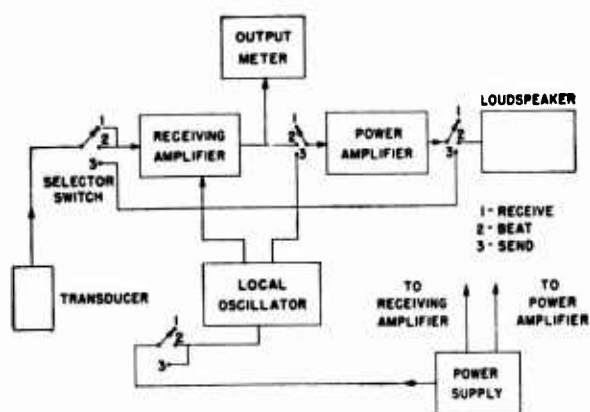 OUTPUT
METER
LOUDSPEAKER
1
2
3
SELECTOR
SWITCH
RECEIVING
AMPLIFIER
1
2
3
POWER
AMPLIFIER
1
2
3
1 - RECEIVE
2 - BEAT
3 - SEND
TRANSDUCER
LOCAL
OSCILLATOR
TO
RECEIVING
AMPLIFIER
TO
POWER
AMPLIFIER
1
2
3
POWER
SUPPLY